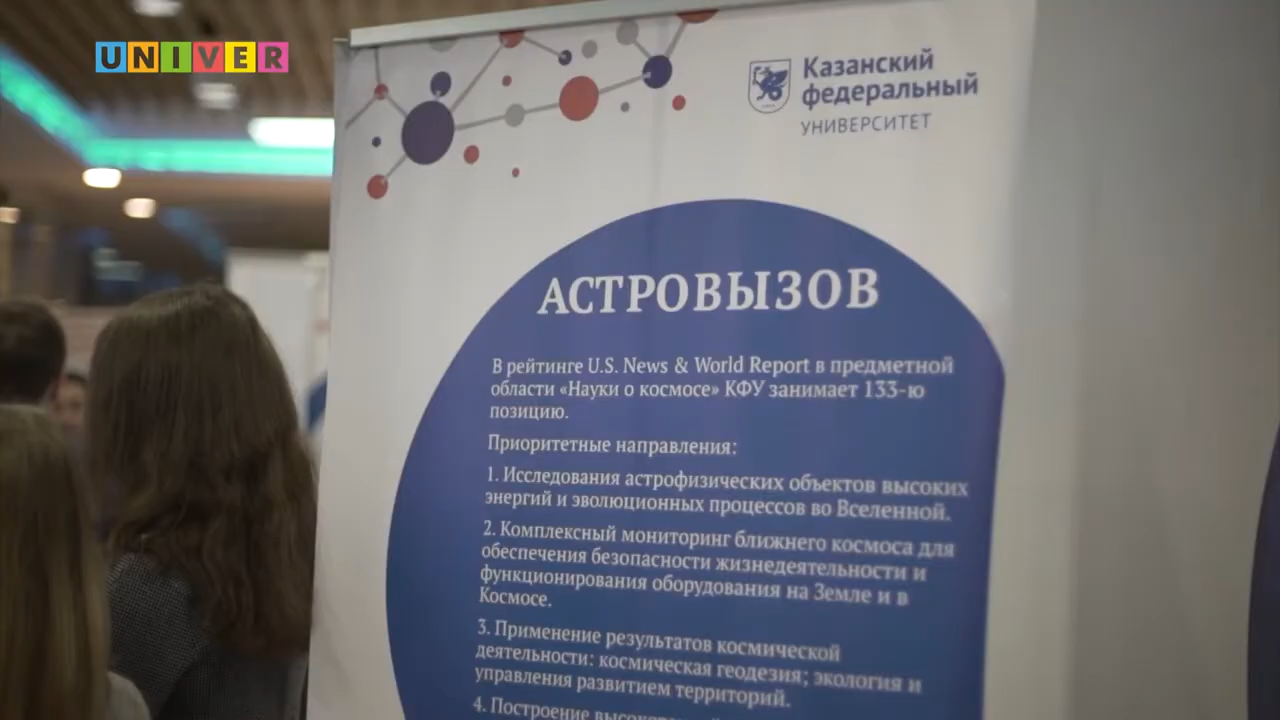 UNIVER
Казанский
федеральный
УНИВЕРСИТЕТ
АСТРОВЫЗОВ
В рейтинге U.S. News & World Report в предметной
области «Науки о космосе» КФУ занимает 133-ю
позицию.
Приоритетные направления:
1. Исследования астрофизических объектов высоких
энергий и эволюционных процессов во Вселенной.
2. Комплексный мониторинг ближнего космоса для
обеспечения безопасности жизнедеятельности и
функционирования оборудования на Земле и в
Космосе.
3. Применение результатов космической
деятельности: космическая геодезия; экология и
управления развитием территорий.
4. Построение